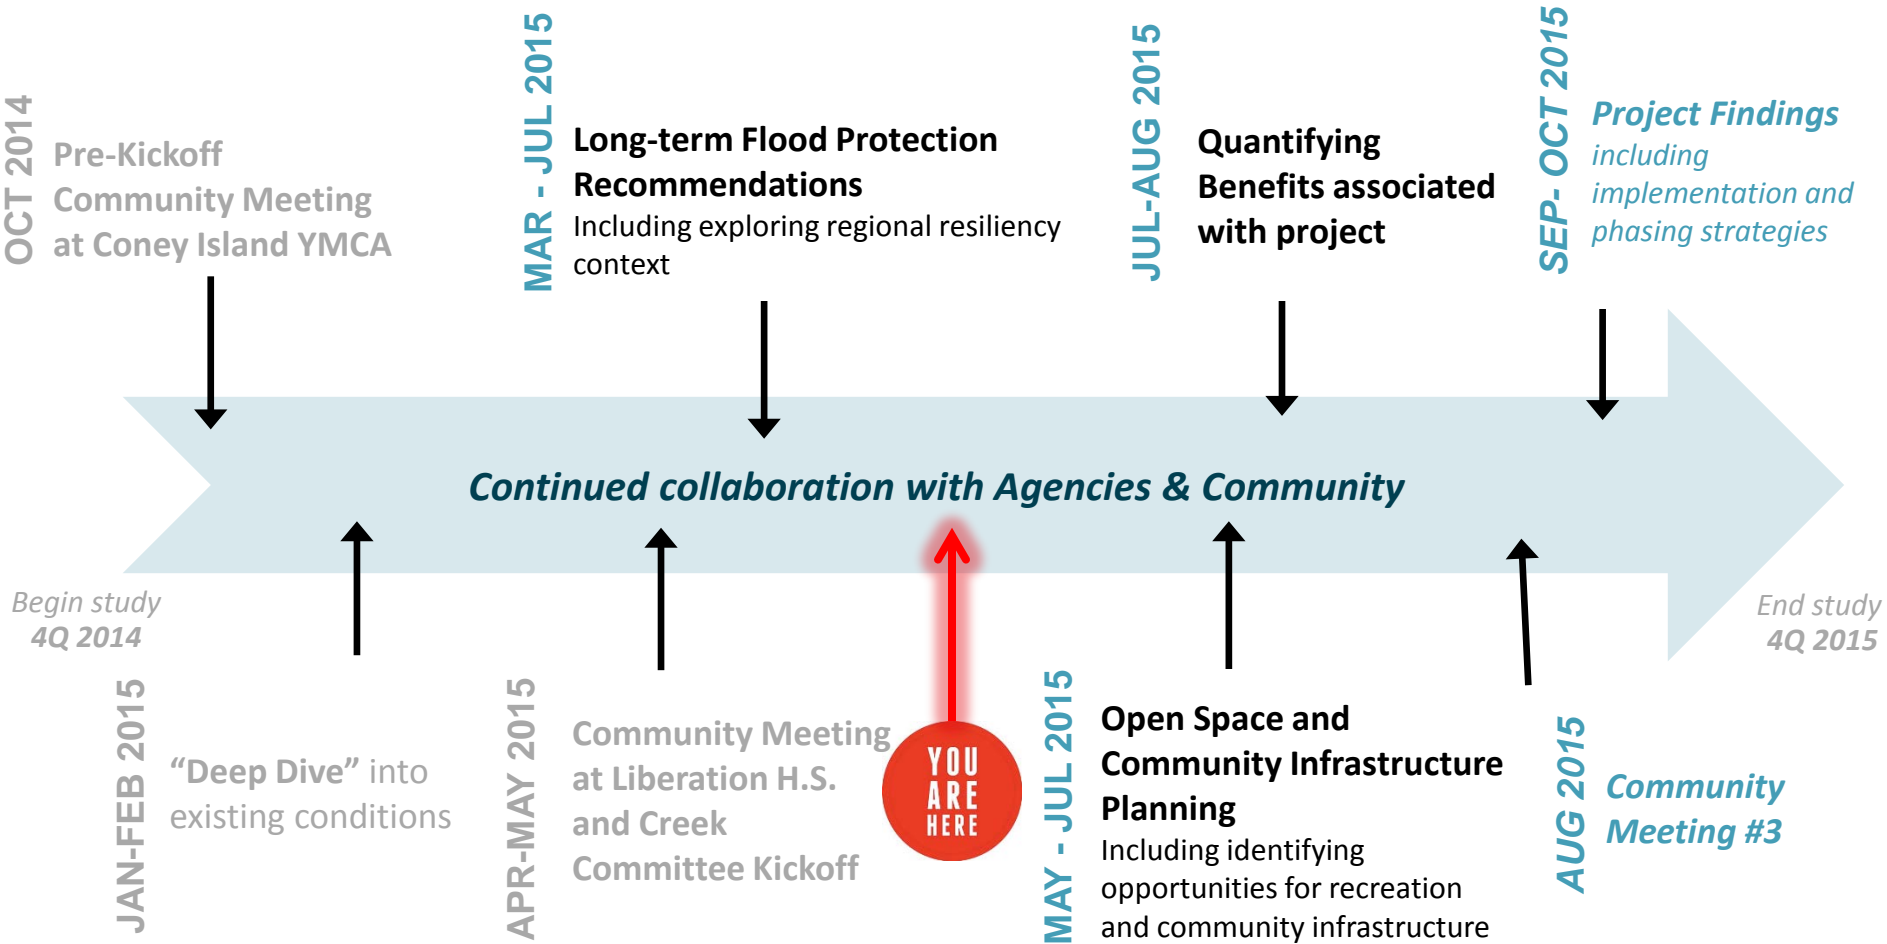 OCT 2014
Pre-Kickoff
Community Meeting
at Coney Island YMCA
MAR - JUL 2015
Long-term Flood Protection
Recommendations
Including exploring regional resiliency
context
JUL-AUG 2015
Quantifying
Benefits associated
with project
SEP- OCT 2015
Project Findings
including
implementation and
phasing strategies
Continued collaboration with Agencies & Community
Begin study
4Q 2014
End study
4Q 2015
JAN-FEB 2015
“Deep Dive” into
existing conditions
APR-MAY 2015
Community Meeting
at Liberation H.S.
and Creek
Committee Kickoff
YOU
ARE
HERE
MAY - JUL 2015
Open Space and
Community Infrastructure
Planning
Including identifying
opportunities for recreation
and community infrastructure
AUG 2015
Community
Meeting #3